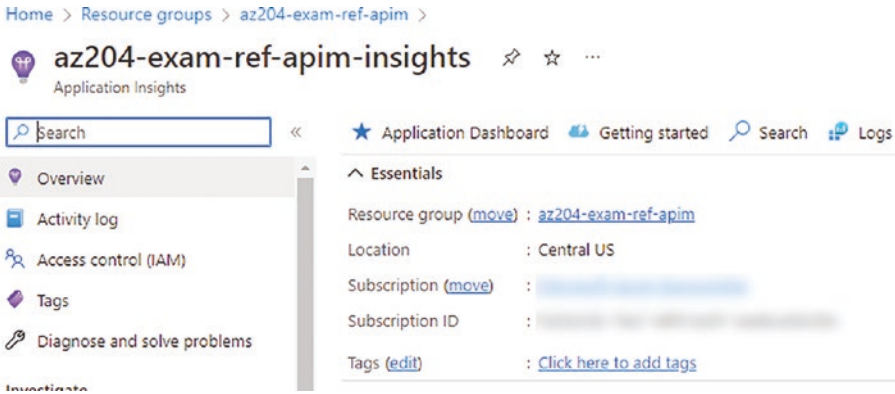 Home > Resource groups > az204-exam-ref-apim >
az204-exam-ref-apim-insights
Application Insights
Search
Overview
Activity log
Access control (IAM)
Tags
Diagnose and solve problems
Investigate
Application Dashboard Getting started Search Logs
Essentials
Resource group (move) : az204-exam-ref-apim
Location : Central US
Subscription (move) :
Subscription ID :
Tags (edit) : Click here to add tags